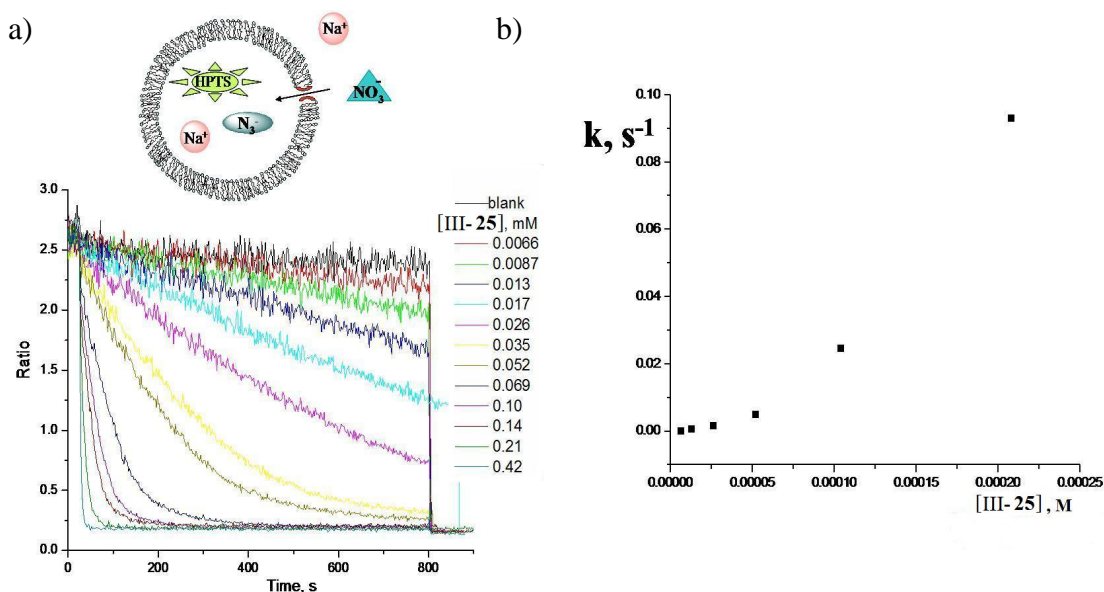 a)
Na⁺
HPTS
NO₃⁻
N₃⁻
Na⁺
3.0
2.5
2.0
1.5
1.0
0.5
0.0
Ratio
0
200
400
600
800
Time, s
blank
[III-25], mM
0.0066
0.0087
0.013
0.017
0.026
0.035
0.052
0.069
0.10
0.14
0.21
0.42
b)
k, s⁻¹
0.10
0.08
0.06
0.04
0.02
0.00
0.00000
0.00005
0.00010
0.00015
0.00020
0.00025
[III-25], M